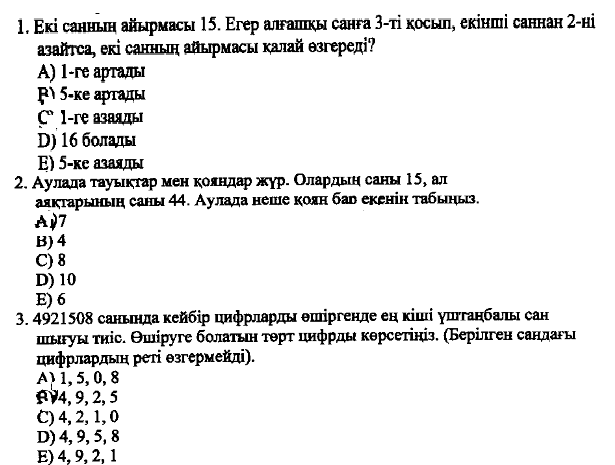 1. Екі санның айырмасы 15. Егер алғашқы санға 3-ті қосып, екінші саннан 2-ні
азайтса, екі санның айырмасы қалай өзгереді?
A) 1-ге артады
B) 5-ке артады
C) 1-ге азаяды
D) 16 болады
E) 5-ке азаяды
2. Аулада тауықтар мен қояндар жүр. Олардың саны 15, ал
аяқтарының саны 44. Аулада неше қоян бар екенін табыңыз.
A) 7
B) 4
C) 8
D) 10
E) 6
3. 4921508 санында кейбір цифрларды өшіргенде ең кіші үштаңбалы сан
шығуы тиіс. Өшіруге болатын төрт цифрды көрсетіңіз. (Берілген сандағы
цифрлардың реті өзгермейді).
A) 1, 5, 0, 8
B) 4, 9, 2, 5
C) 4, 2, 1, 0
D) 4, 9, 5, 8
E) 4, 9, 2, 1